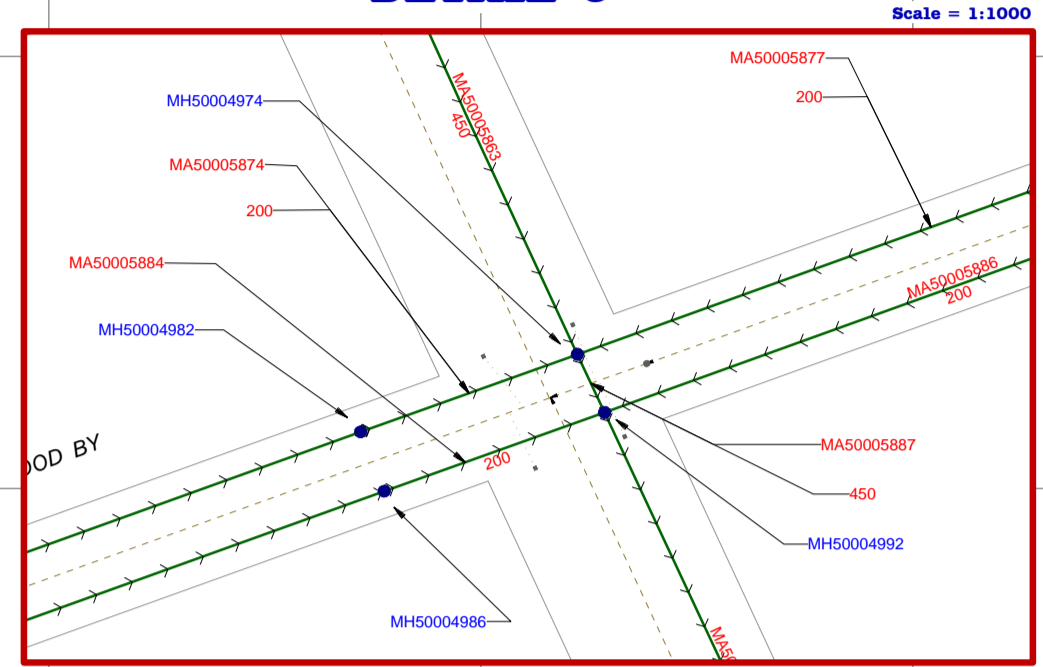 Scale = 1:1000
MA50005877
200
MH50004974
MA50005863
450
MA50005874
200
MA50005884
MA50005886
200
MH50004982
OOD BY
200
MA50005887
450
MH50004992
MH50004986